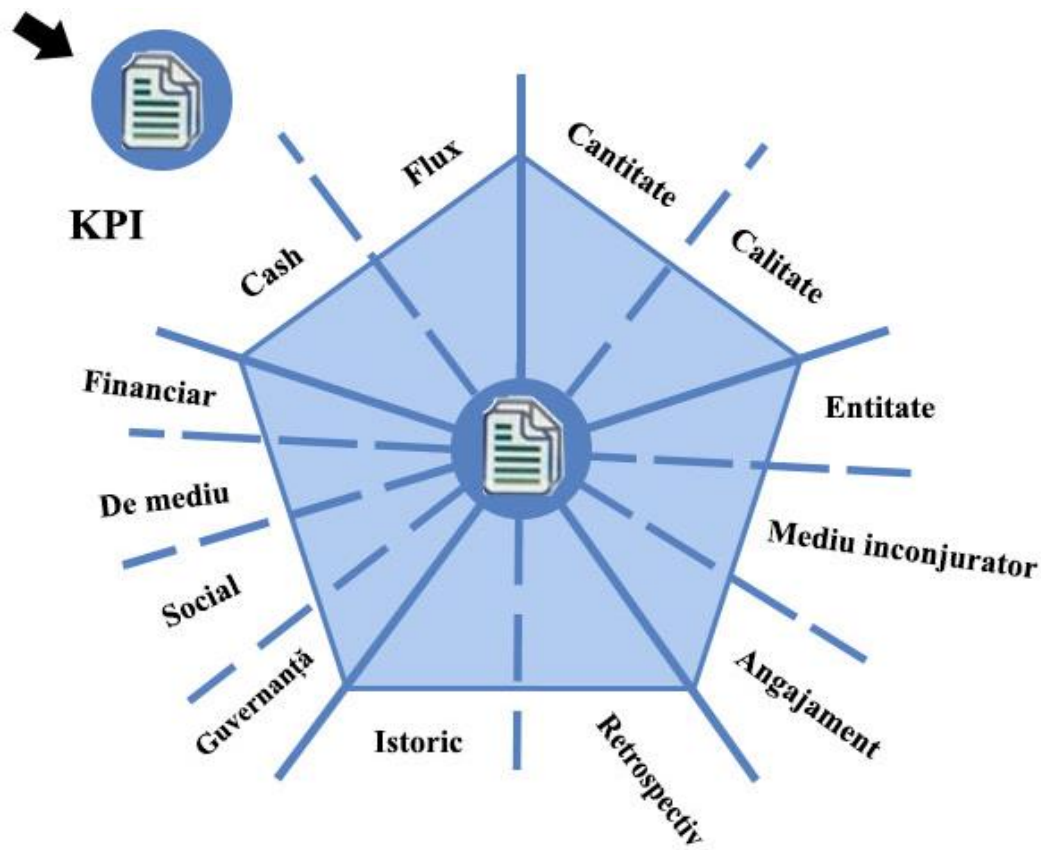 KPI
Flux
Cantitate
Calitate
Cash
Financiar
Entitate
De mediu
Mediu inconjurator
Social
Guvernanță
Angajament
Istoric
Retrospectiv